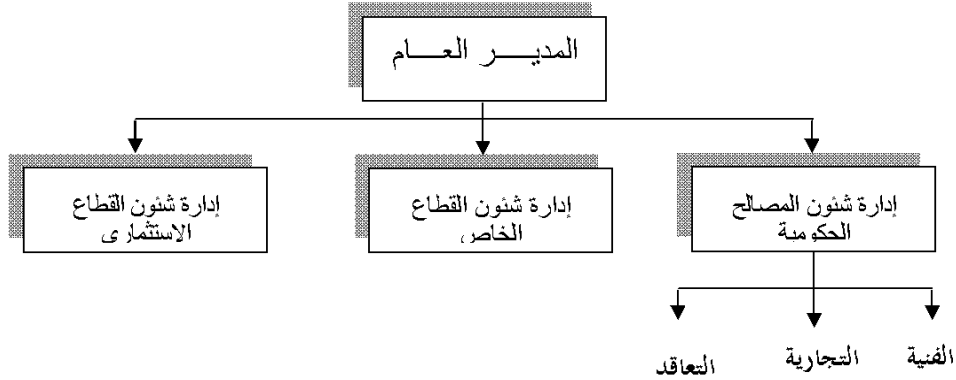 المديـــر العـــام
إدارة شئون المصالح
الحكومية
إدارة شئون القطاع
الخاص
إدارة شئون القطاع
الاستثمارى
الفنية
التجارية
التعاقد